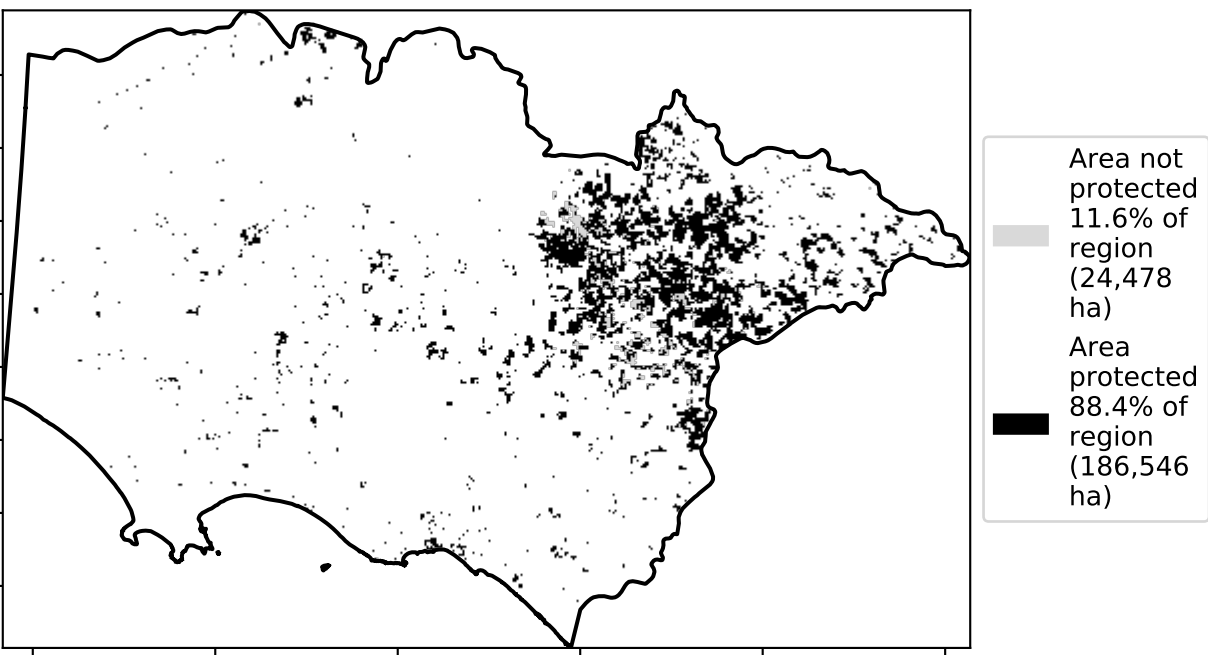 Area not
protected
11.6% of
region
(24,478
ha)
Area
protected
88.4% of
region
(186,546
ha)